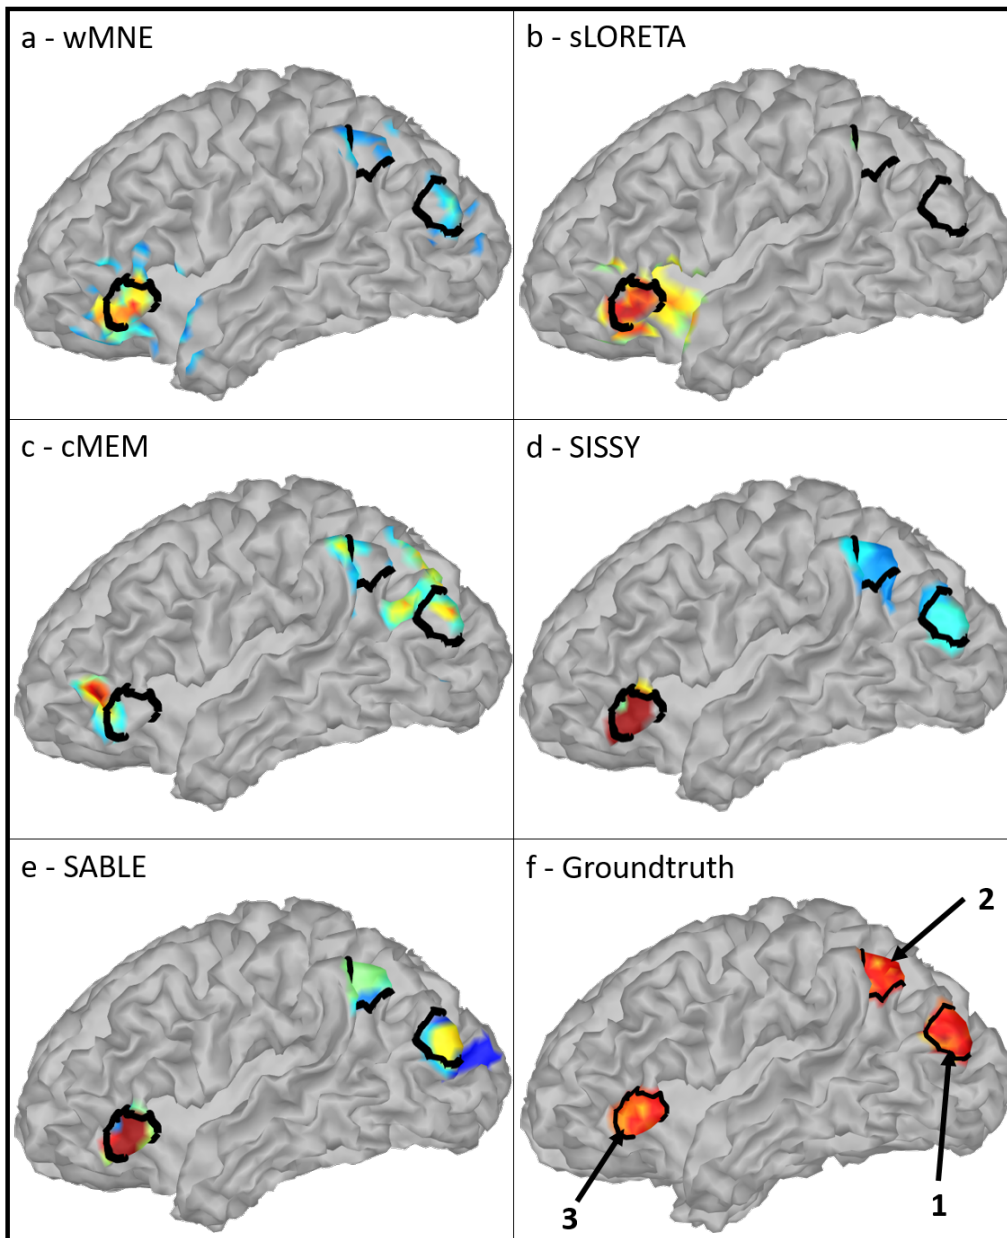 a - wMNE
b - sLORETA
c - cMEM
d - SISSY
e - SABLE
f - Groundtruth
2
3
1